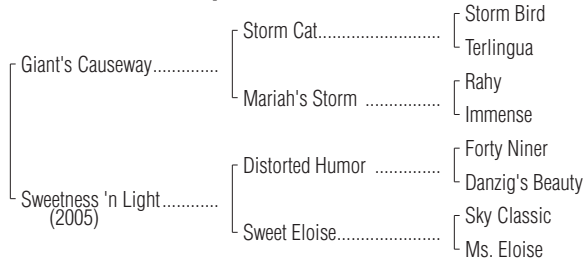 Storm Bird
Storm Cat..........................
Terlingua
Giant's Causeway..............
Rahy
Mariah's Storm ................
Immense
Forty Niner
Distorted Humor ..............
Danzig's Beauty
Sweetness 'n Light............
(2005)
Sky Classic
Sweet Eloise......................
Ms. Eloise